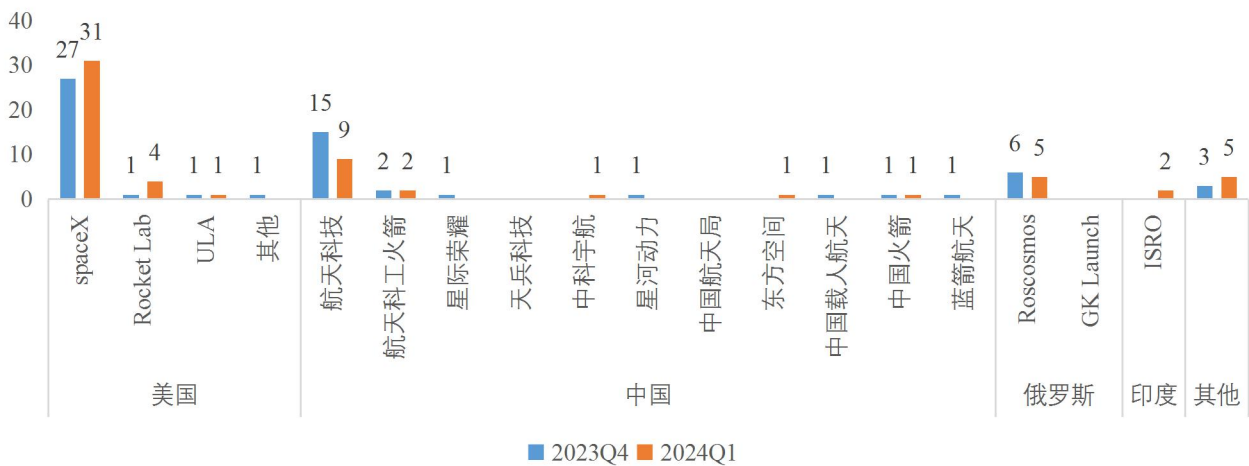 40
30
20
10
0
27 31
1 4
1 1
1
15 9
2 2
1
1
1
1
1
1 1
1
6 5
2
3 5
spaceX
Rocket Lab
ULA
其他
航天科技
航天科工火箭
星际荣耀
天兵科技
中科宇航
星河动力
中国航天局
东方空间
中国载人航天
中国火箭
蓝箭航天
Roscosmos
GK Launch
ISRO
美国
中国
俄罗斯
印度
其他
2023Q4
2024Q1